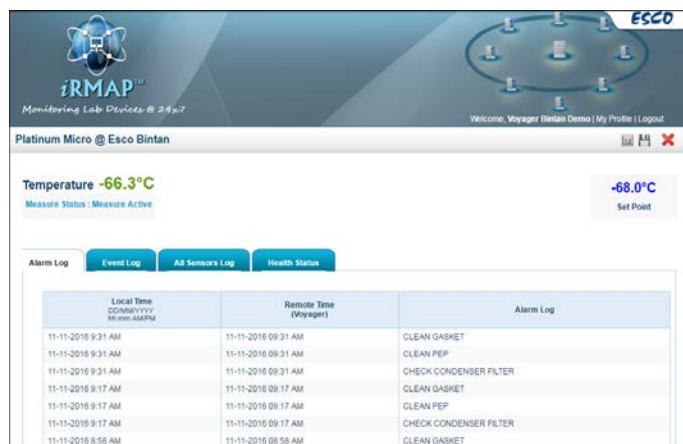 ESCO
iRMAP™
Monitoring Lab Devices @ 24x7
Welcome, Voyager Bintan Demo | My Profile | Logout
Platinum Micro @ Esco Bintan
Temperature -66.3°C
-68.0°C
Measure Status : Measure Active
Set Point
Alarm Log Event Log All Sensors Log Health Status
Local Time
DD/MM/YYYY
hh:mm AM/PM
Remote Time
(Voyager)
Alarm Log
11-11-2016 9:31 AM 11-11-2016 09:31 AM CLEAN GASKET
11-11-2016 9:31 AM 11-11-2016 09:31 AM CLEAN PEP
11-11-2016 9:31 AM 11-11-2016 09:31 AM CHECK CONDENSER FILTER
11-11-2016 9:17 AM 11-11-2016 09:17 AM CLEAN GASKET
11-11-2016 9:17 AM 11-11-2016 09:17 AM CLEAN PEP
11-11-2016 9:17 AM 11-11-2016 09:17 AM CHECK CONDENSER FILTER
11-11-2016 8:58 AM 11-11-2016 08:58 AM CLEAN GASKET